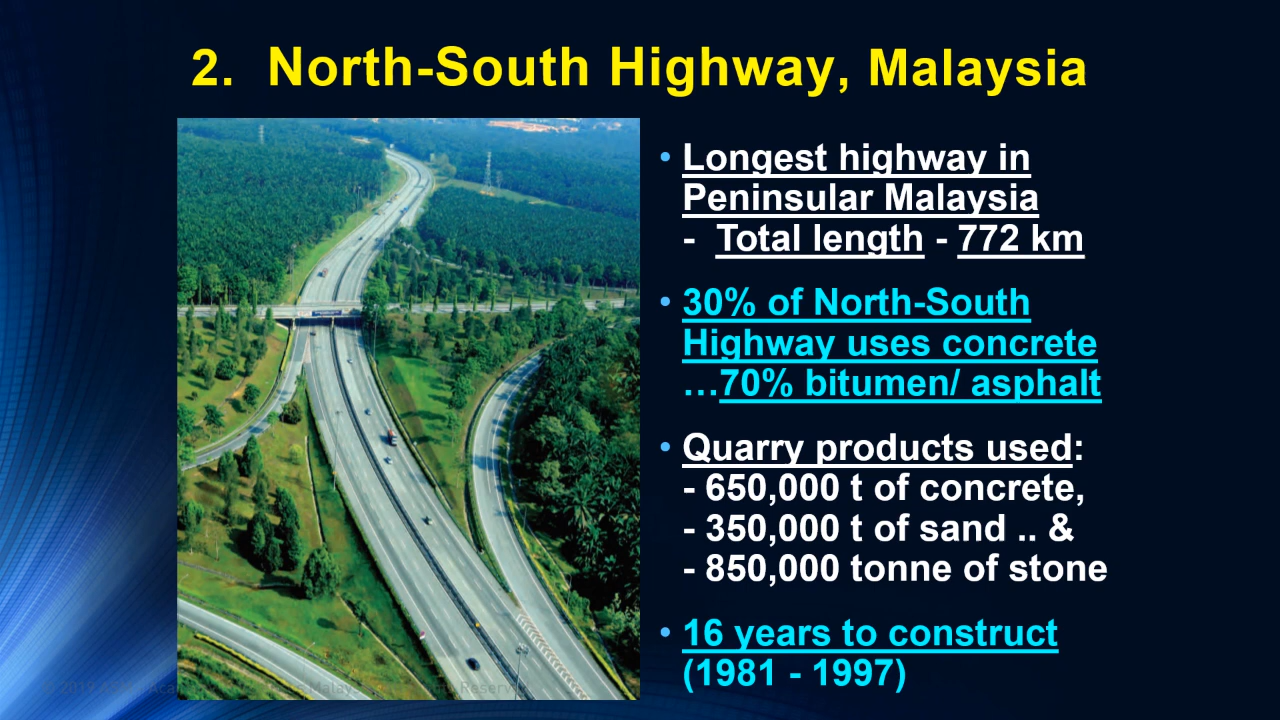 2. North-South Highway, Malaysia
• Longest highway in
Peninsular Malaysia
- Total length - 772 km
• 30% of North-South
Highway uses concrete
…70% bitumen/ asphalt
• Quarry products used:
- 650,000 t of concrete,
- 350,000 t of sand .. &
- 850,000 tonne of stone
• 16 years to construct
(1981 - 1997)